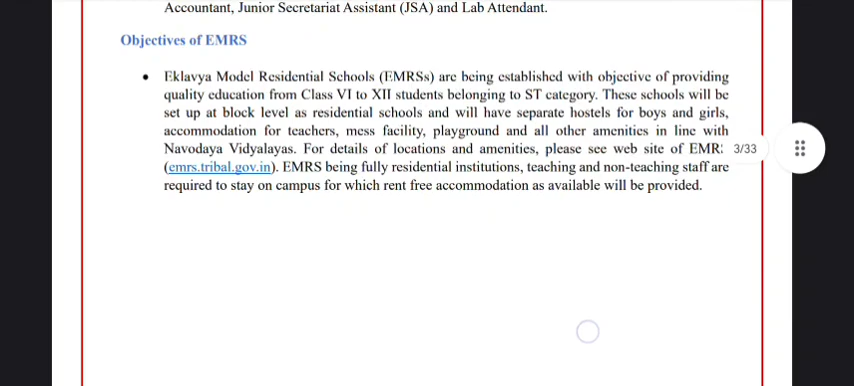 Accountant, Junior Secretariat Assistant (JSA) and Lab Attendant.
Objectives of EMRS
• Eklavya Model Residential Schools (EMRSs) are being established with objective of providing
quality education from Class VI to XII students belonging to ST category. These schools will be
set up at block level as residential schools and will have separate hostels for boys and girls,
accommodation for teachers, mess facility, playground and all other amenities in line with
Navodaya Vidyalayas. For details of locations and amenities, please see web site of EMR
3/33
(emrs.tribal.gov.in). EMRS being fully residential institutions, teaching and non-teaching staff are
required to stay on campus for which rent free accommodation as available will be provided.